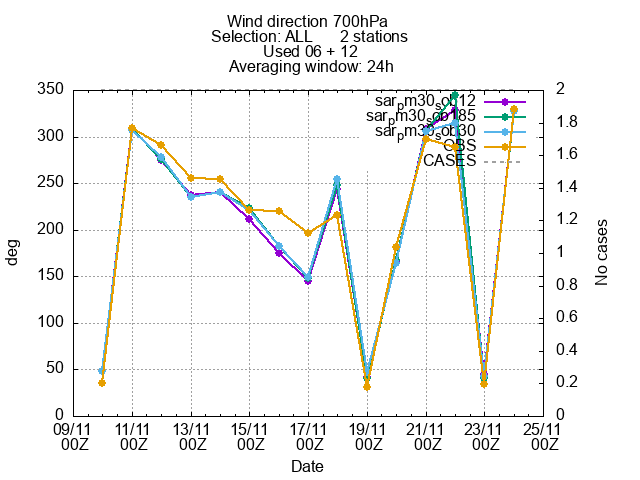 Wind direction 700hPa
Selection: ALL 2 stations
Used 06 + 12
Averaging window: 24h
350
300
250
200
150
100
50
0
deg
2
1.8
1.6
1.4
1.2
1
0.8
0.6
0.4
0.2
0
No cases
sarpm30sob12
sarpm30sob185
sarpm30sob30
OBS
CASES
09/11 11/11 13/11 15/11 17/11 19/11 21/11 23/11 25/11
00Z 00Z 00Z 00Z 00Z 00Z 00Z 00Z 00Z
Date